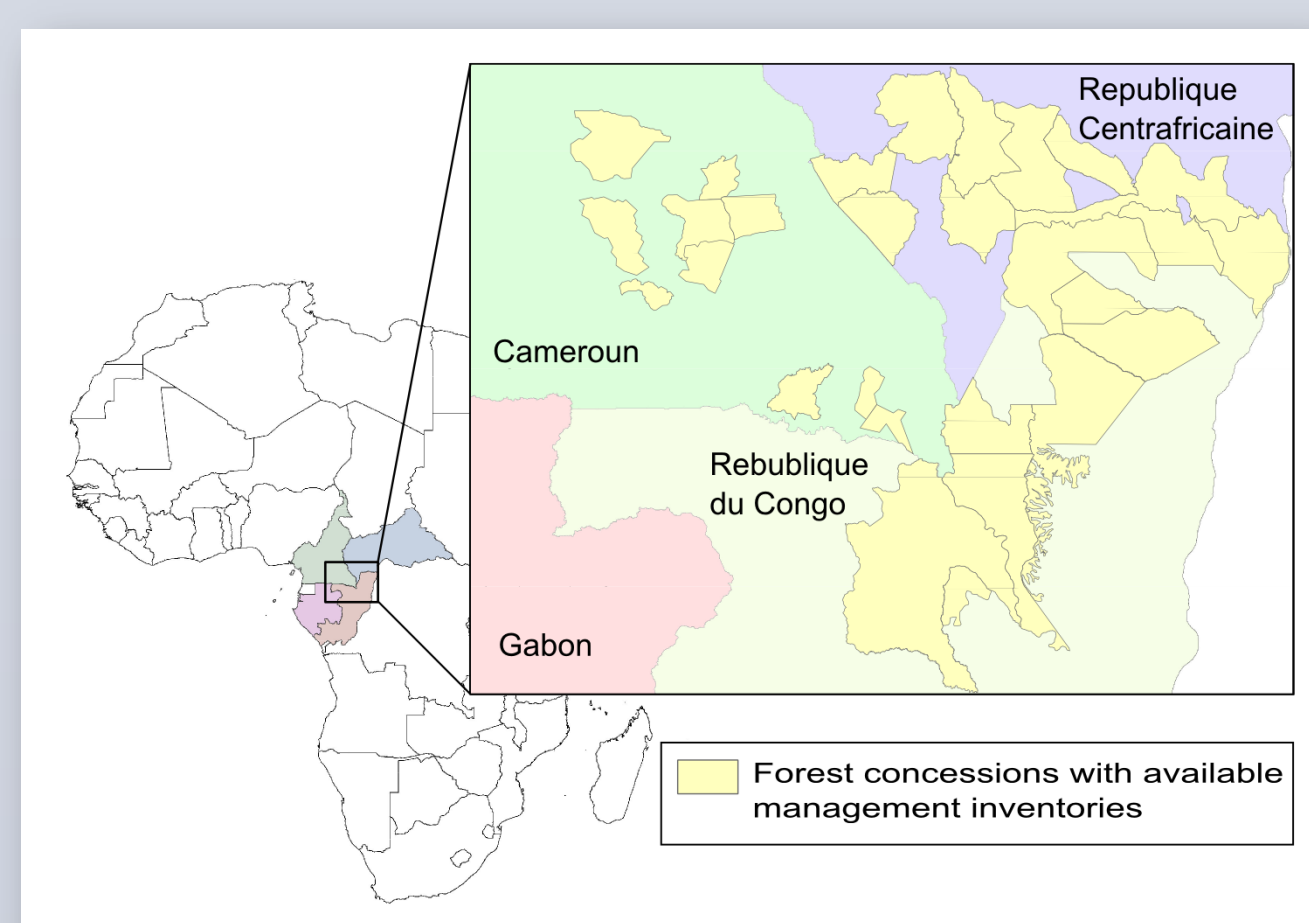 Republique
Centrafricaine
Cameroun
Rebublique
du Congo
Gabon
Forest concessions with available
management inventories